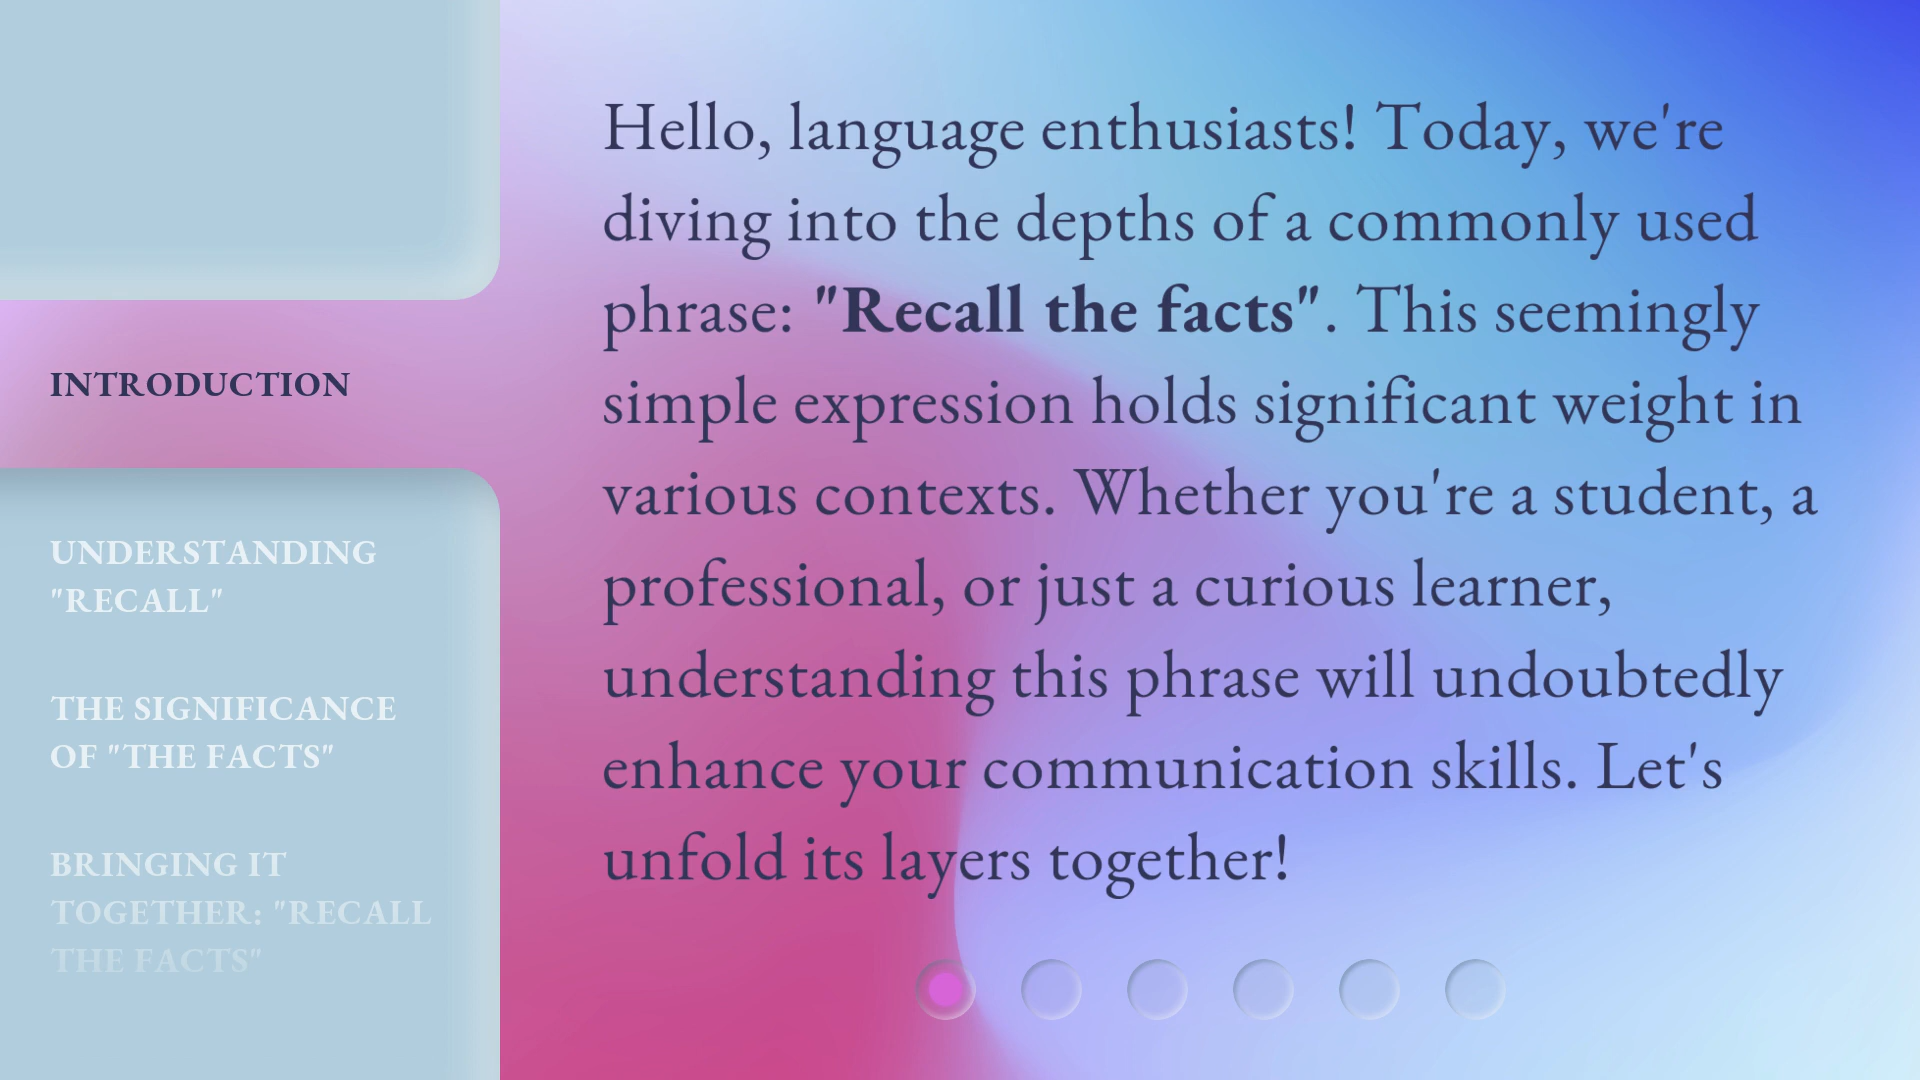 INTRODUCTION
UNDERSTANDING
"RECALL"
THE SIGNIFICANCE
OF "THE FACTS"
BRINGING IT
TOGETHER: "RECALL
THE FACTS"
Hello, language enthusiasts! Today, we're
diving into the depths of a commonly used
phrase: "Recall the facts". This seemingly
simple expression holds significant weight in
various contexts. Whether you're a student, a
professional, or just a curious learner,
understanding this phrase will undoubtedly
enhance your communication skills. Let's
unfold its layers together!